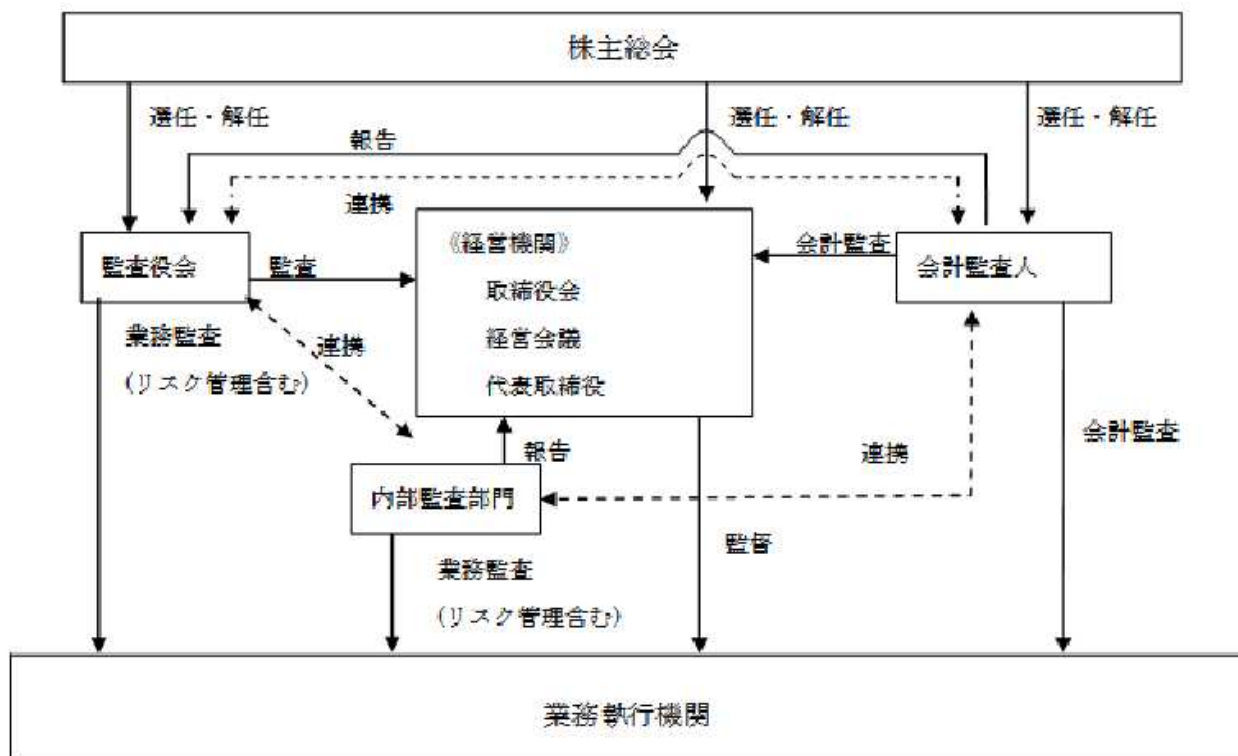 株主総会
選任・解任
選任・解任
選任・解任
報告
連携
監査役会
監査
《経営機関》
取締役会
経営会議
代表取締役
会計監査
会計監査人
業務監査
(リスク管理含む)
連携
報告
連携
会計監査
内部監査部門
監督
業務監査
(リスク管理含む)
業務執行機関